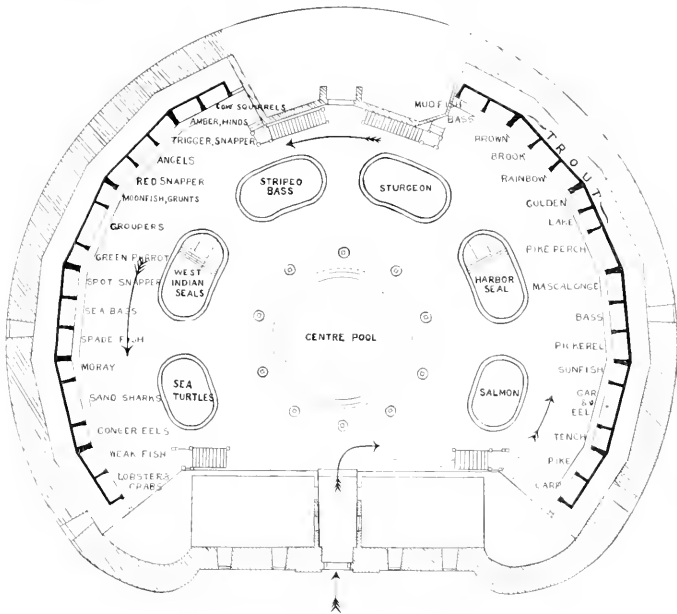 COW SQUIRRELS
AMBER, HINDS
TRIGGER, SNAPPER
ANGELS
RED SNAPPER
MOONFISH, GRUNTS
GROUPERS
GREEN PARROT
SPOT SNAPPER
SEA BASS
SPADE FISH
MORAY
SAND SHARKS
CONGER EELS
WEAK FISH
LOBSTERS
CRABS
STRIPED
BASS
STURGEON
WEST
INDIAN
SEALS
HARBOR
SEAL
CENTRE POOL
SEA
TURTLES
SALMON
MUD FISH
BASS
BROWN
BROOK
RAINBOW
TROUT
GOLDEN
LAKE
PIKE PERCH
MASCALONGE
BASS
PICKEREL
SUNFISH
GAR
&
EEL
TENCH
PIKE
CARP